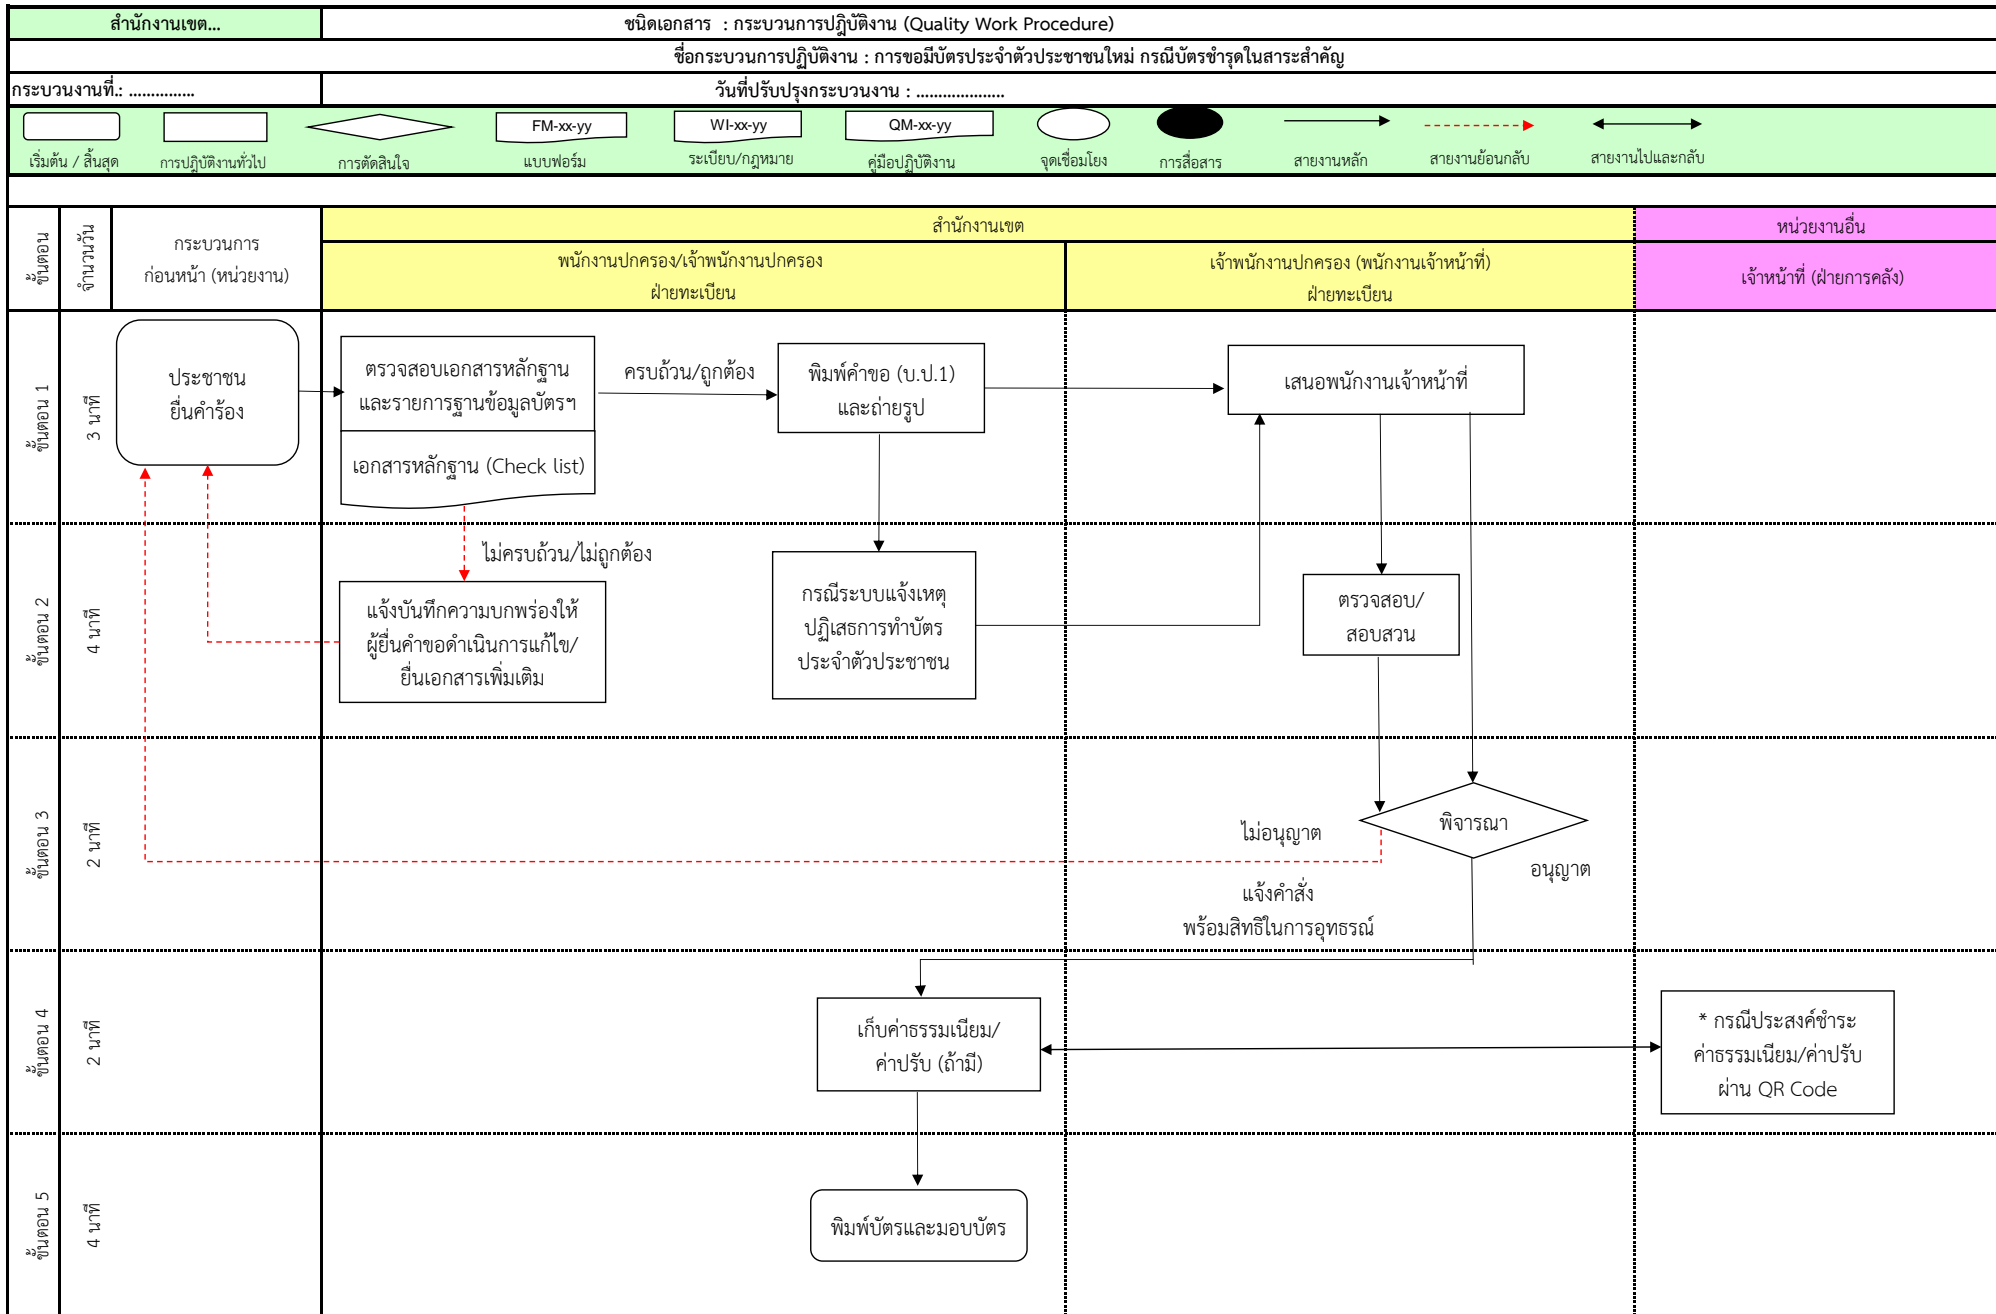 สำนักงานเขต...
ชนิดเอกสาร : กระบวนการปฏิบัติงาน (Quality Work Procedure)
ชื่อกระบวนการปฏิบัติงาน : การขอมีบัตรประจำตัวประชาชนใหม่ กรณีบัตรชำรุดในสาระสำคัญ
กระบวนงานที่.: ...............
วันที่ปรับปรุงกระบวนงาน : ....................
FM-xx-yy
WI-xx-yy
QM-xx-yy
เริ่มต้น / สิ้นสุด
การปฎิบัติงานทั่วไป
การตัดสินใจ
แบบฟอร์ม
ระเบียบ/กฎหมาย
คู่มือปฏิบัติงาน
จุดเชื่อมโยง
การสื่อสาร
สายงานหลัก
สายงานย้อนกลับ
สายงานไปและกลับ
ขั้นตอน
จำนวนวัน
กระบวนการ
ก่อนหน้า (หน่วยงาน)
สำนักงานเขต
หน่วยงานอื่น
พนักงานปกครอง/เจ้าพนักงานปกครอง
ฝ่ายทะเบียน
เจ้าพนักงานปกครอง (พนักงานเจ้าหน้าที่)
ฝ่ายทะเบียน
เจ้าหน้าที่ (ฝ่ายการคลัง)
ขั้นตอน 1
3 นาที
ประชาชน
ยื่นคำร้อง
ตรวจสอบเอกสารหลักฐาน
และรายการฐานข้อมูลบัตรฯ
เอกสารหลักฐาน (Check list)
ครบถ้วน/ถูกต้อง
พิมพ์คำขอ (บ.ป.1)
และถ่ายรูป
เสนอพนักงานเจ้าหน้าที่
ขั้นตอน 2
4 นาที
ไม่ครบถ้วน/ไม่ถูกต้อง
แจ้งบันทึกความบกพร่องให้
ผู้ยื่นคำขอดำเนินการแก้ไข/
ยื่นเอกสารเพิ่มเติม
กรณีระบบแจ้งเหตุ
ปฏิเสธการทำบัตร
ประจำตัวประชาชน
ตรวจสอบ/
สอบสวน
ขั้นตอน 3
2 นาที
ไม่อนุญาต
พิจารณา
อนุญาต
แจ้งคำสั่ง
พร้อมสิทธิในการอุทธรณ์
ขั้นตอน 4
2 นาที
เก็บค่าธรรมเนียม/
ค่าปรับ (ถ้ามี)
* กรณีประสงค์ชำระ
ค่าธรรมเนียม/ค่าปรับ
ผ่าน QR Code
ขั้นตอน 5
4 นาที
พิมพ์บัตรและมอบบัตร